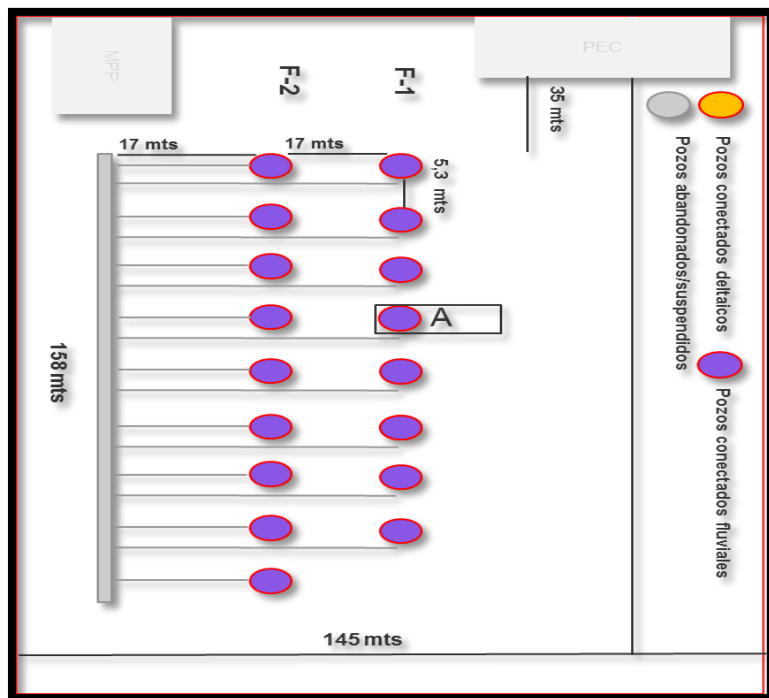 MPP
PEC
F-2
F-1
35 mts
17 mts
17 mts
5,3 mts
A
158 mts
145 mts
Pozos conectados deltaicos
Pozos abandonados/suspendidos
Pozos conectados fluviales